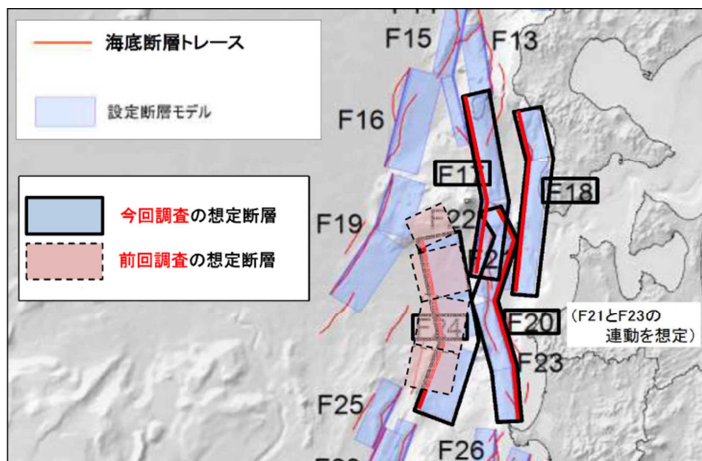 海底断層トレース
設定断層モデル
今回調査の想定断層
前回調査の想定断層
F15
F13
F16
F17
F18
F19
F22
F24
F20
(F21とF23の
連動を想定)
F23
F25
F26